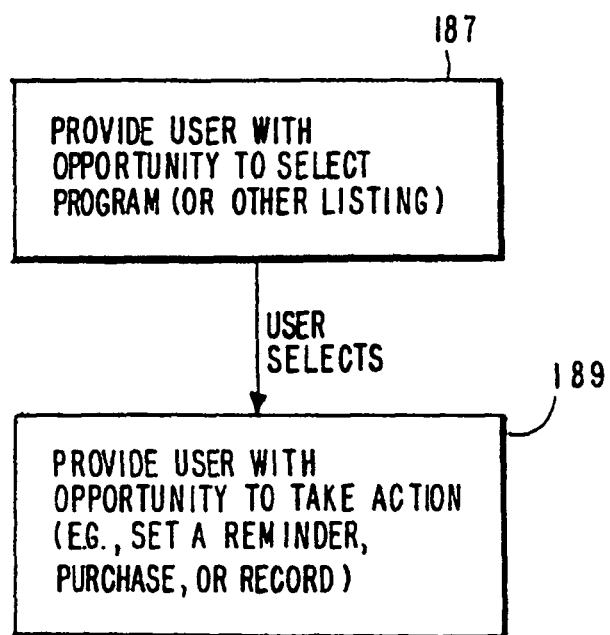 187
PROVIDE USER WITH
OPPORTUNITY TO SELECT
PROGRAM (OR OTHER LISTING)
USER
SELECTS
189
PROVIDE USER WITH
OPPORTUNITY TO TAKE ACTION
(E.G., SET A REMINDER,
PURCHASE, OR RECORD)